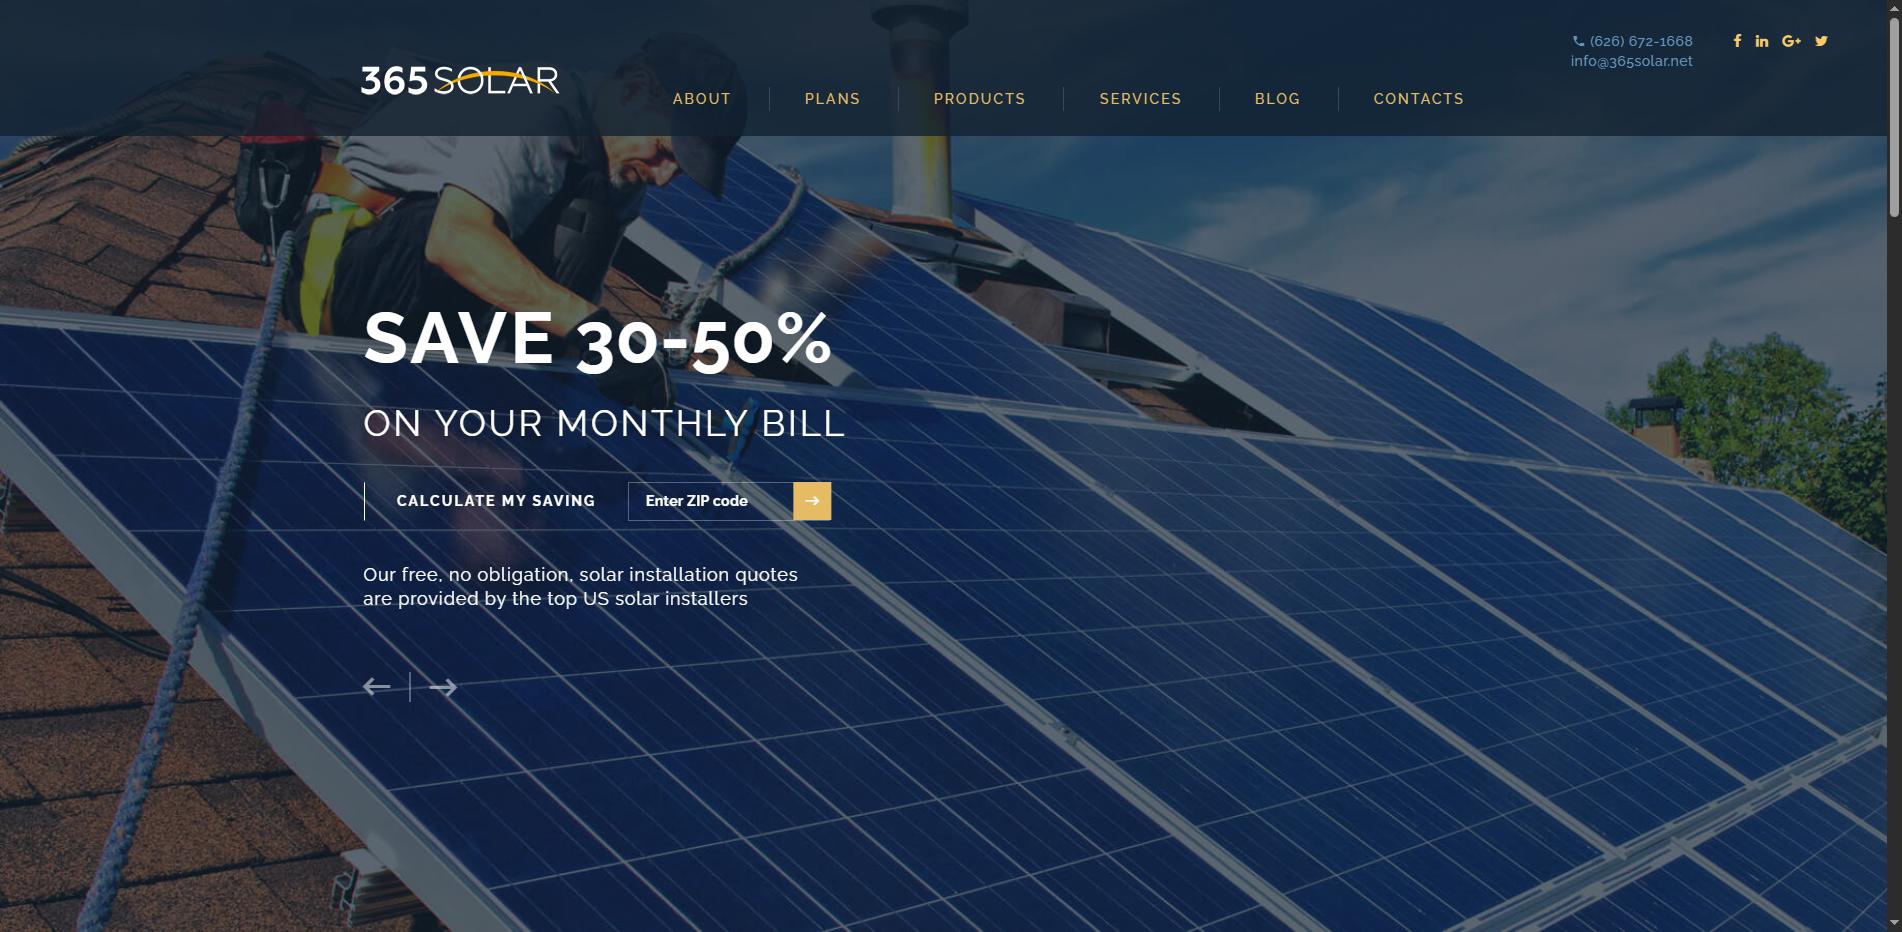 (626) 672-1668
info@365solar.net
365 SOLAR
ABOUT
PLANS
PRODUCTS
SERVICES
BLOG
CONTACTS
SAVE 30-50%
ON YOUR MONTHLY BILL
CALCULATE MY SAVING
Enter ZIP code
Our free, no obligation, solar installation quotes
are provided by the top US solar installers